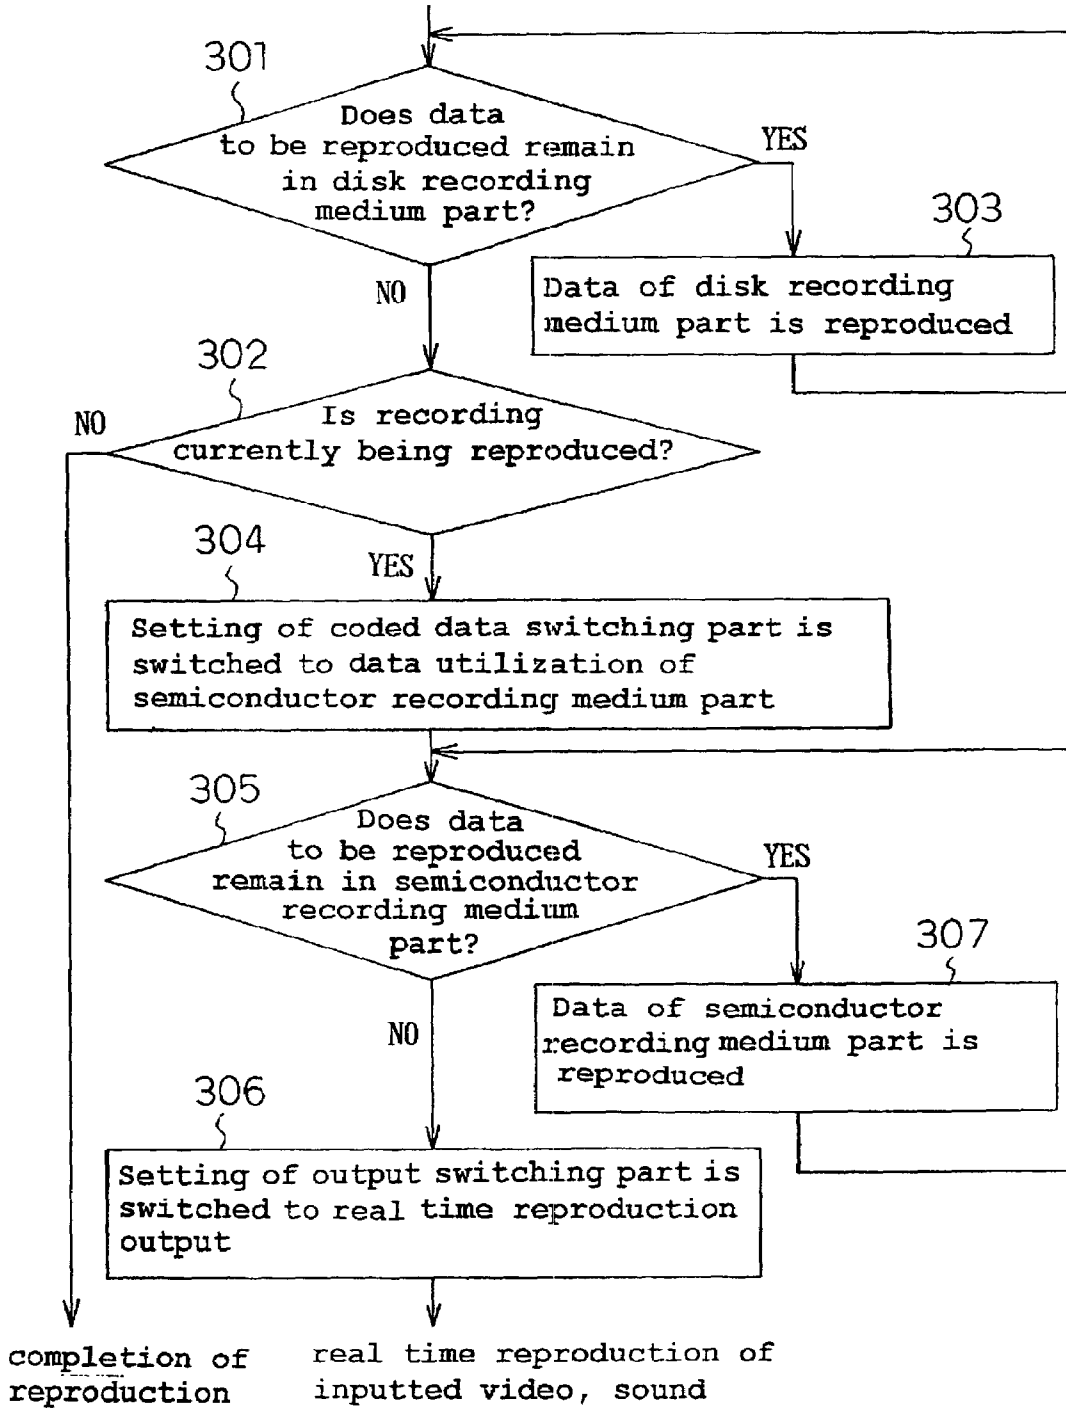 301
Does data
to be reproduced remain
in disk recording
medium part?
YES
303
Data of disk recording
medium part is reproduced
NO
302
Is recording
currently being reproduced?
NO
304
YES
Setting of coded data switching part is
switched to data utilization of
semiconductor recording medium part
305
Does data
to be reproduced
remain in semiconductor
recording medium
part?
YES
307
Data of semiconductor
recording medium part is
reproduced
NO
306
Setting of output switching part is
switched to real time reproduction
output
completion of
reproduction
real time reproduction of
inputted video, sound